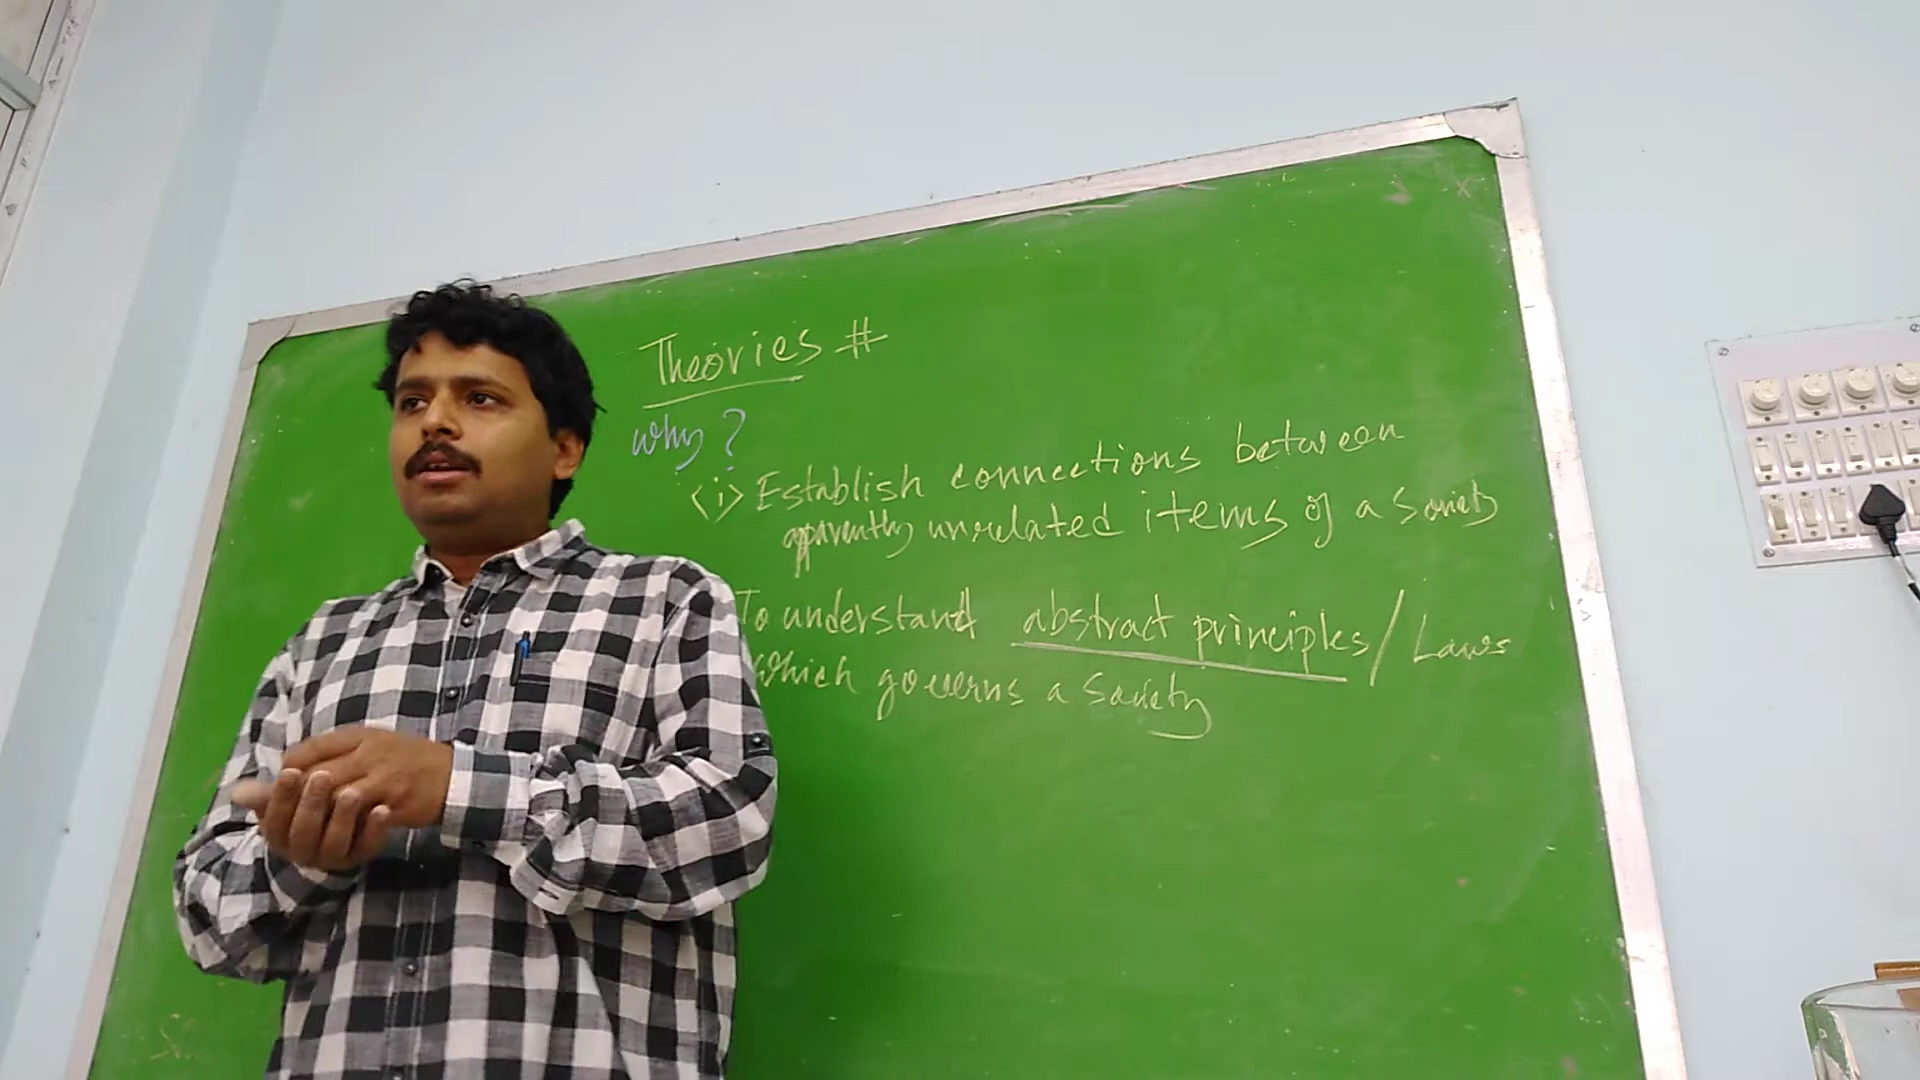 Theories #
Why?
<i> Establish connections between
apparently unrelated items of a Society
To understand abstract principles / Laws
Which governs a Society